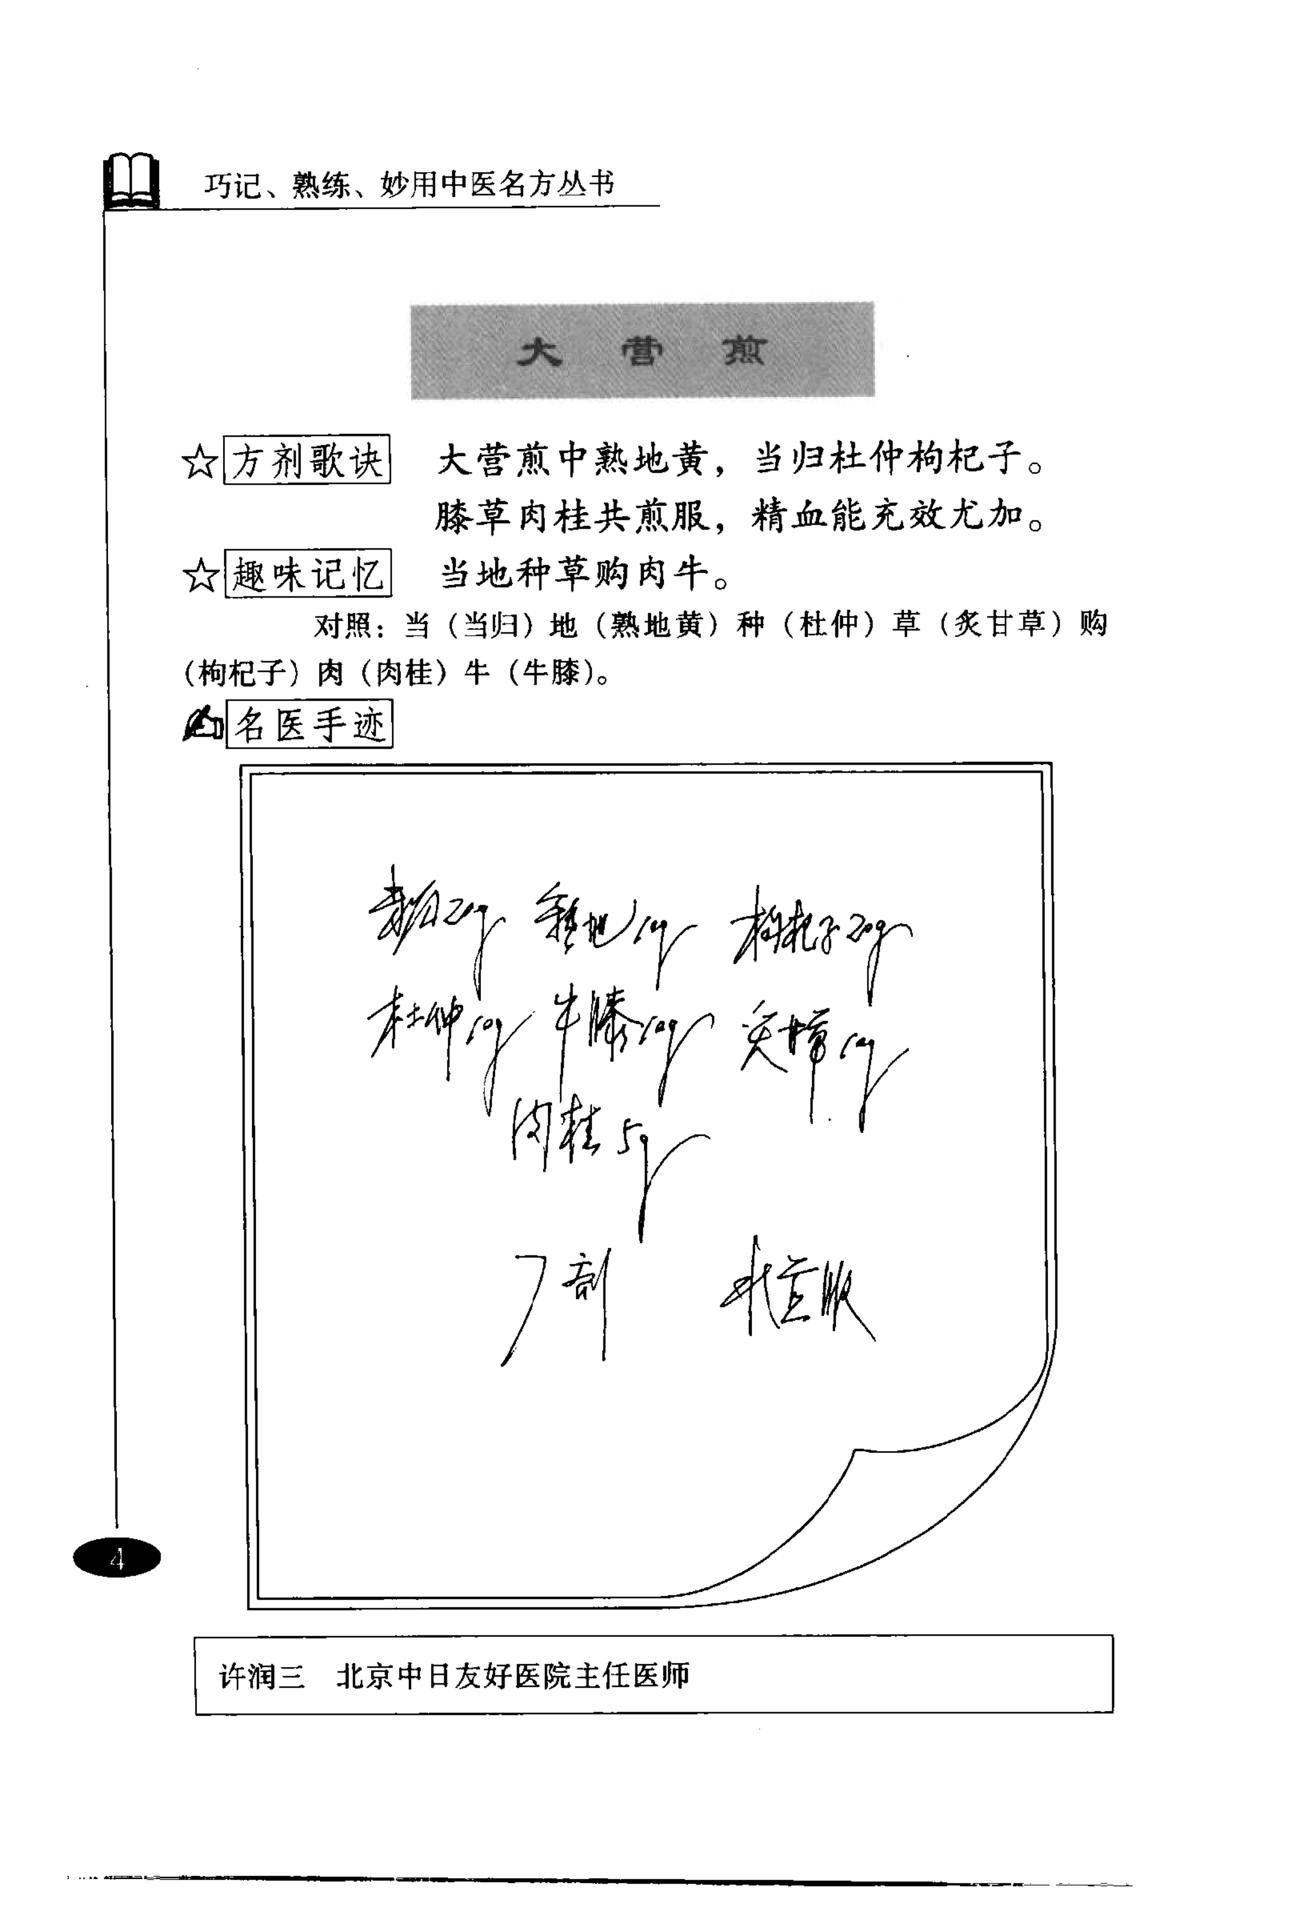 巧记、熟练、妙用中医名方丛书
大营煎
☆方剂歌诀 大营煎中熟地黄，当归杜仲枸杞子。
膝草肉桂共煎服，精血能充效尤加。
☆趣味记忆 当地种草购肉牛。
对照：当（当归）地（熟地黄）种（杜仲）草（炙甘草）购
（枸杞子）肉（肉桂）牛（牛膝）。
名医手迹
20g 熟地10g 枸杞子20g
杜仲10g 牛膝10g 炙甘草10g
肉桂5g
7剂 水煎服
4
许润三 北京中日友好医院主任医师